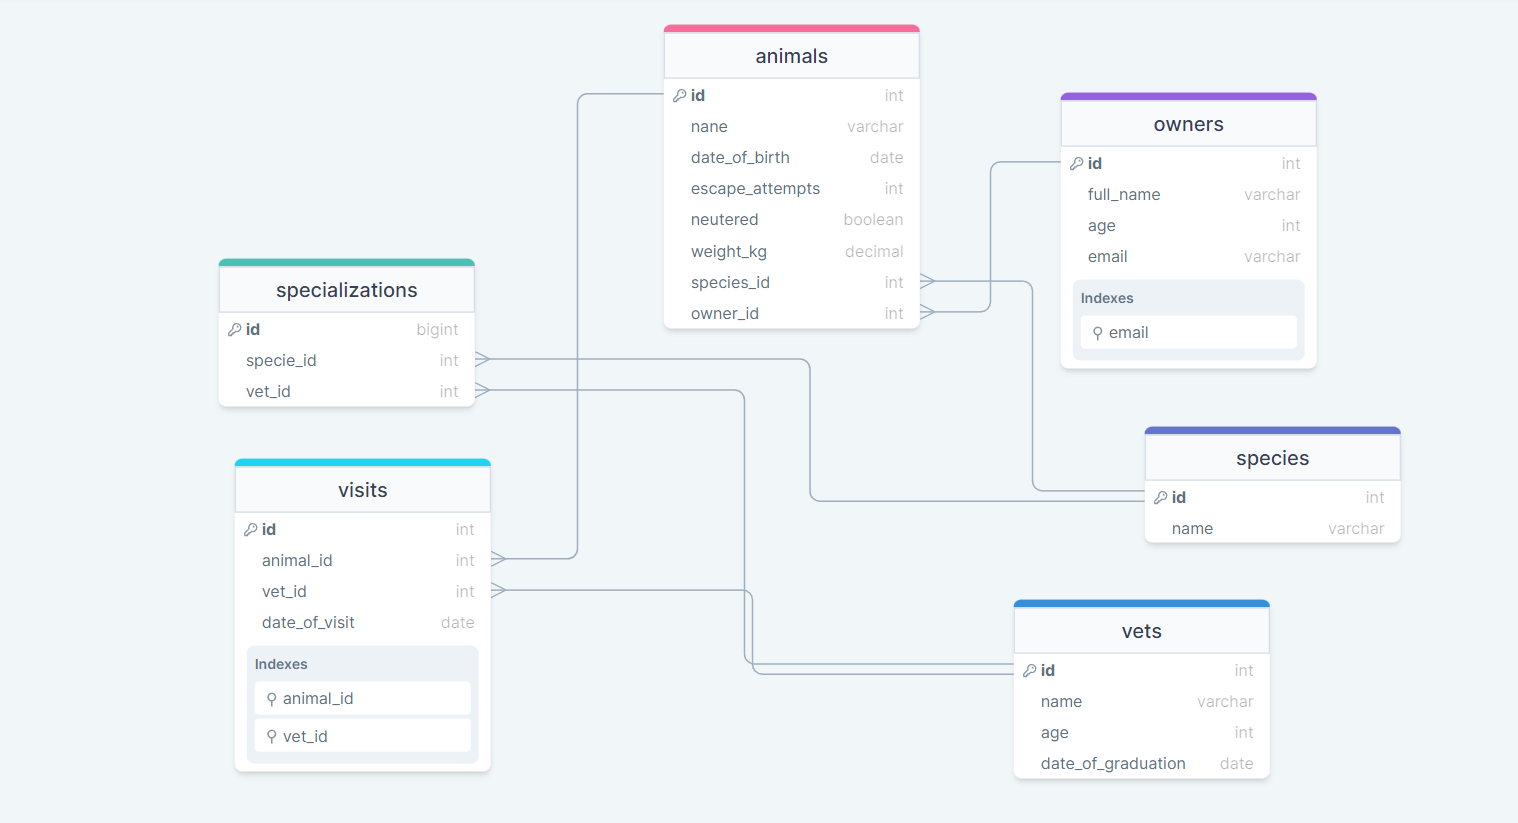 animals
id int
nane varchar
date_of_birth date
escape_attempts int
neutered boolean
weight_kg decimal
species_id int
owner_id int
owners
id int
full_name varchar
age int
email varchar
Indexes
email
specializations
id bigint
specie_id int
vet_id int
visits
id int
animal_id int
vet_id int
date_of_visit date
Indexes
animal_id
vet_id
species
id int
name varchar
vets
id int
name varchar
age int
date_of_graduation date